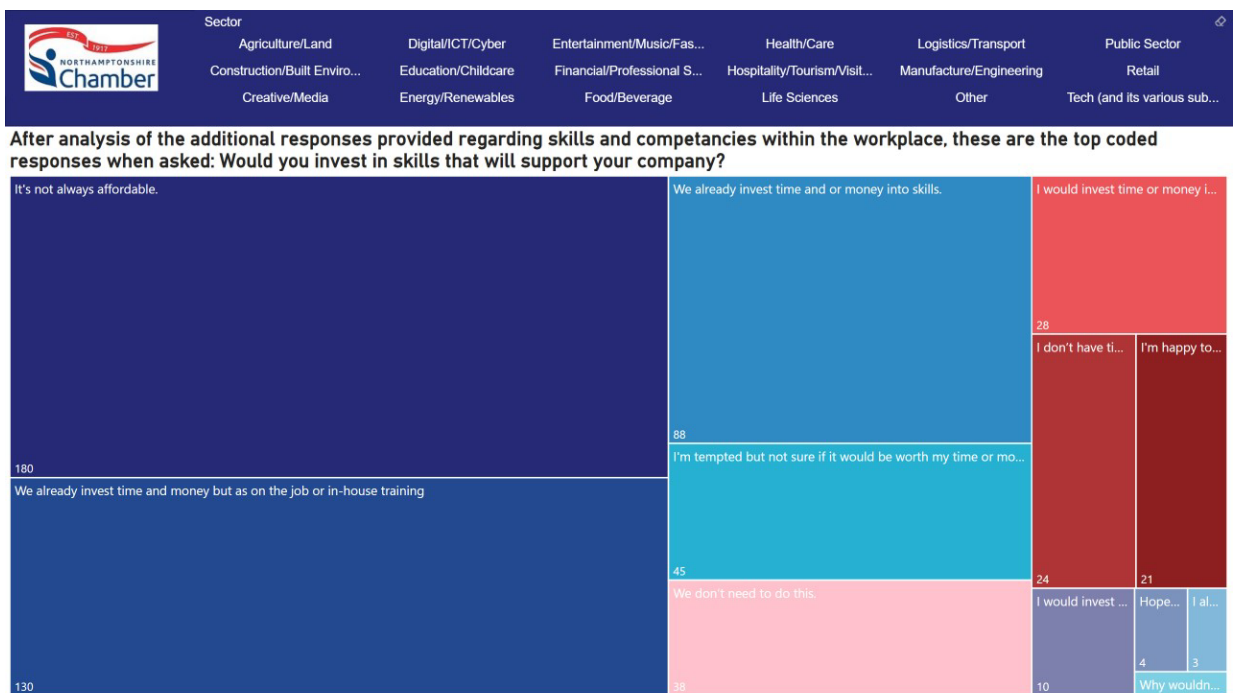 EST. 1917
NORTHAMPTONSHIRE
Chamber
Sector
Agriculture/Land
Digital/ICT/Cyber
Entertainment/Music/Fas...
Health/Care
Logistics/Transport
Public Sector
Construction/Built Enviro...
Education/Childcare
Financial/Professional S...
Hospitality/Tourism/Visit...
Manufacture/Engineering
Retail
Creative/Media
Energy/Renewables
Food/Beverage
Life Sciences
Other
Tech (and its various sub...
After analysis of the additional responses provided regarding skills and competancies within the workplace, these are the top coded
responses when asked: Would you invest in skills that will support your company?
It's not always affordable.
180
We already invest time and money but as on the job or in-house training
130
We already invest time and or money into skills.
88
I'm tempted but not sure if it would be worth my time or mo...
45
We don't need to do this.
38
I would invest time or money i...
28
I don't have ti...
24
I'm happy to...
21
I would invest ...
10
Hope...
4
I al...
3
Why wouldn...